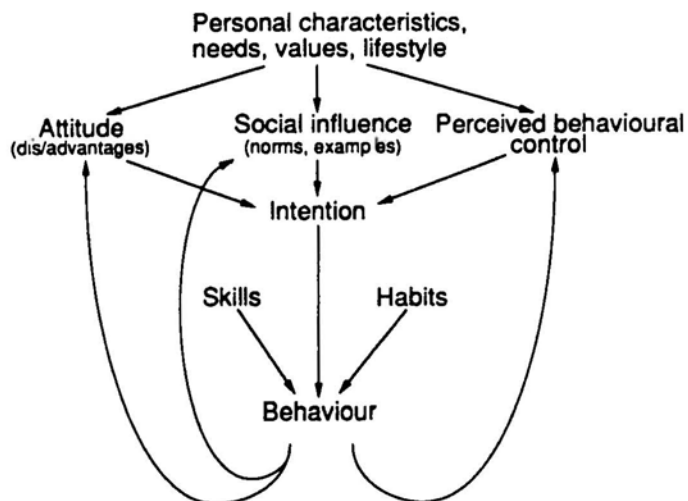 Personal characteristics,
needs, values, lifestyle
Attitude
(dis/advantages)
Social influence
(norms, examples)
Perceived behavioural
control
Intention
Skills
Habits
Behaviour